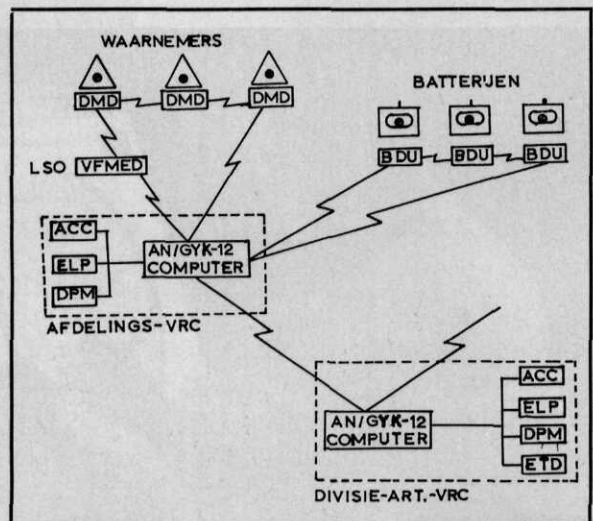 WAARNEMERS
DMD DMD DMD
BATTERIJEN
BDU BDU BDU
LSO VFMED
ACC
ELP
DPM
AN/GYK-12
COMPUTER
AFDELINGS-VRC
AN/GYK-12
COMPUTER
ACC
ELP
DPM
ETD
DIVISIE-ART.-VRC